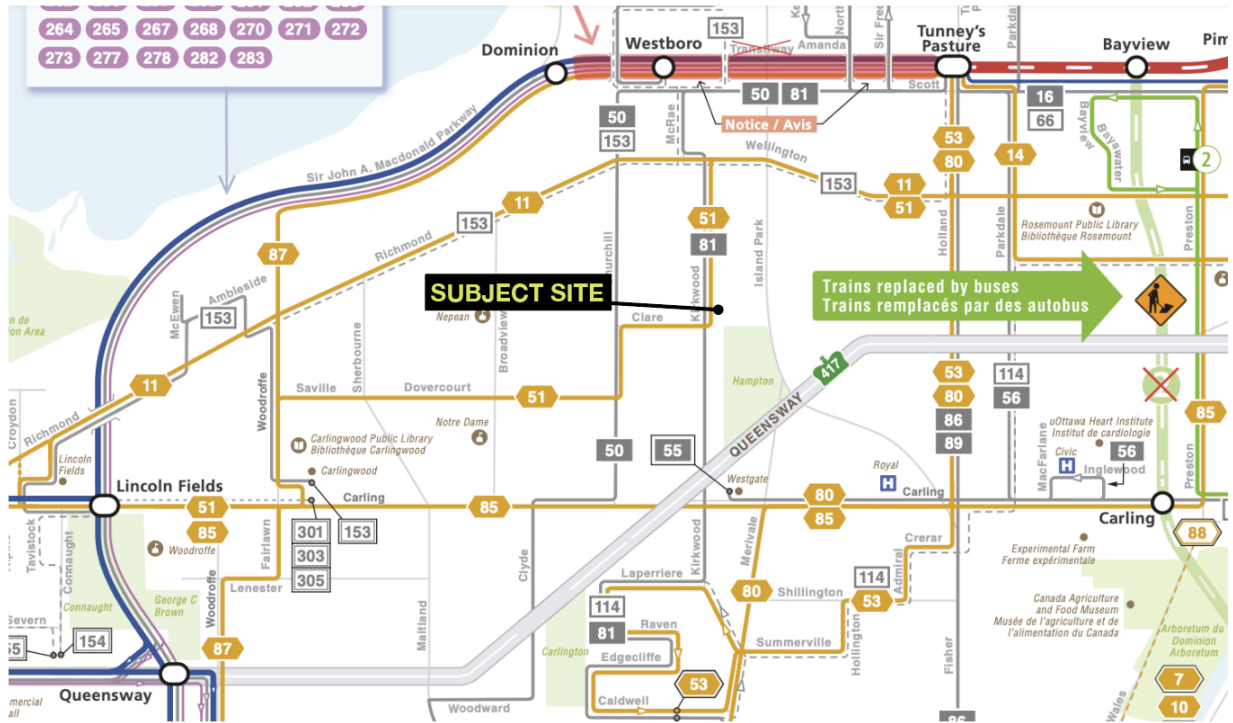 264 265 267 268 270 271 272
273 277 278 282 283
Dominion
Westboro
153
Transitway
Amanda
North
Sir Fred
Tunney's
Pasture
Parkdale
Bayview
Scott
50 81
Notice / Avis
50
153
McRae
Wellington
16
66
Bayview
Bayswater
2
53
80
14
Sir John A. Macdonald Parkway
11
153
Richmond
87
153
11
51
51
81
Churchill
Kirkwood
Island Park
Holland
Parkdale
Rosemount Public Library
Bibliothèque Rosemount
Preston
SUBJECT SITE
Trains replaced by buses
Trains remplacés par des autobus
Ambleside
McEwen
153
Nepean
Broadview
Clare
Sherbourne
417
QUEENSWAY
Hampton
11
Richmond
Croydon
Woodroffe
Saville
Dovercourt
51
53
80
86
89
114
56
85
Lincoln
Fields
Carlingwood Public Library
Bibliothèque Carlingwood
Carlingwood
Notre Dame
50
55
Westgate
Royal
H
uOttawa Heart Institute
Institut de cardiologie
Civic
H
56
Inglewood
MacFarlane
Preston
Lincoln Fields
51
85
Carling
85
80
85
Carling
Carling
301
303
305
153
Tavistock
Connaught
Woodroffe
Fairlawn
Lenester
Woodroffe
Connaught
George C
Brown
Severn
154
87
Maitland
Clyde
Kirkwood
Merivale
Laperriere
114
81
Raven
Edgecliffe
Caldwell
53
Carlington
Woodward
80
Shillington
Summerville
114
53
Hollington
Admiral
Crerar
Fisher
86
88
Experimental Farm
Ferme expérimentale
Canada Agriculture
and Food Museum
Musée de l'agriculture et de
l'alimentation du Canada
Arboretum du
Dominion
Arboretum
Wales
7
10
Queensway